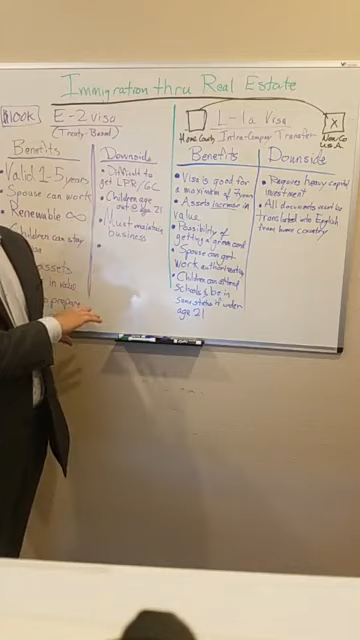 Immigration thru Real Estate
$100K
E-2 Visa
(Treaty-Based)
Benefits
• Valid 1-5 years
• Spouse can work
• Renewable ∞
Children can stay
assets
in value
prepare
Downside
• Difficult to
get LPR/GC
• Children age
out @ age 21
• Must maintain
business
L-1a Visa
Home County Intra-Company Transfer
X
U.S.A.
Benefits
• Visa is good for
a maximum of 7 years
• Assets increase in
value
• Possibility of
getting a green card
• Spouse can get
work authorization
• Children can attend
schools & be in
same status if under
age 21
Downside
• Requires heavy capital
investment
• All documents must be
translated into English
from home country